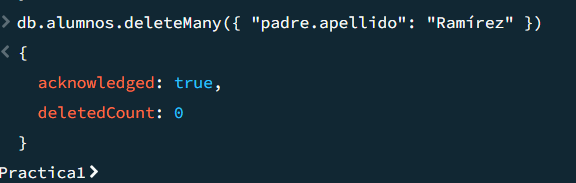 > db.alumnos.deleteMany({ "padre.apellido": "Ramírez" })
< {
acknowledged: true,
deletedCount: 0
}
Practica1>